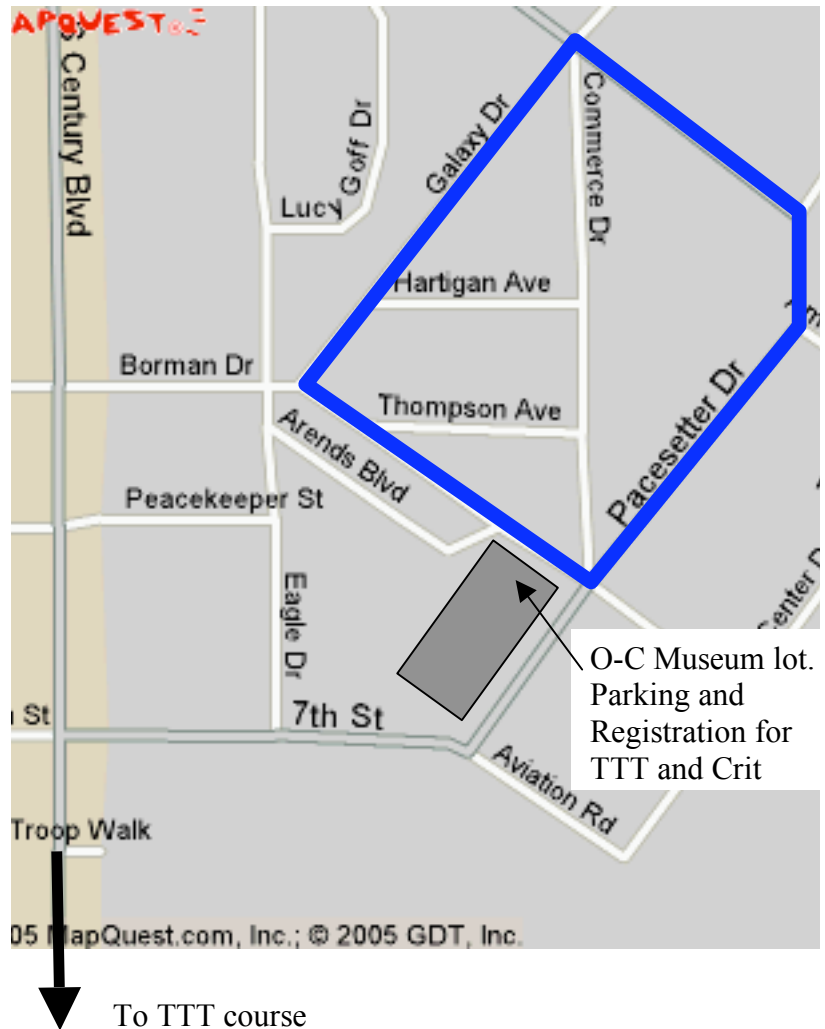 APQUEST
S Century Blvd
Goff Dr
Lucy
Galaxy Dr
Commerce Dr
Hartigan Ave
Borman Dr
Thompson Ave
Arends Blvd
Pacesetter Dr
Peacekeeper St
Eagle Dr
Center D
O-C Museum lot.
Parking and
Registration for
TTT and Crit
St
7th St
Aviation Rd
Troop Walk
05 MapQuest.com, Inc.; © 2005 GDT, Inc.
To TTT course